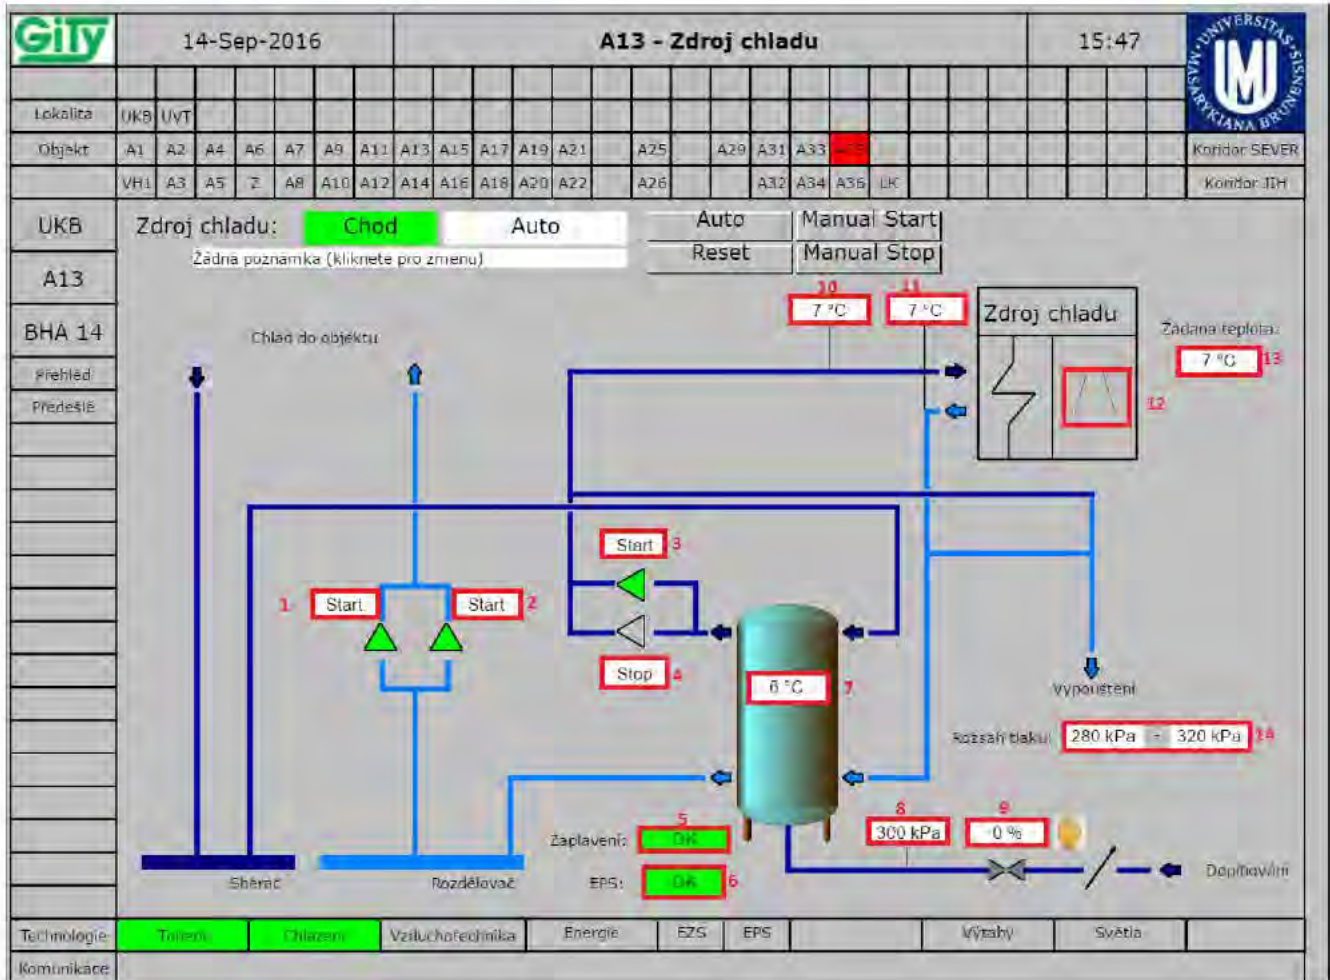 GiTy
14-Sep-2016
A13 - Zdroj chladu
15:47
UNIVERSITAS MASARYKIANA BRUNENSIS
MU
Lokalita UKB UVT
Objekt A1 A2 A4 A6 A7 A9 A11 A13 A15 A17 A19 A21 A25 A29 A31 A33 Koridor SEVER
VH1 A3 A5 Z A8 A10 A12 A14 A16 A18 A20 A22 A26 A32 A34 A36 LK Koridor JIH
UKB
A13
BHA 14
Přehled
Předešlé
Zdroj chladu: Chod Auto
Žádná poznámka (klikněte pro změnu)
Auto Manual Start
Reset Manual Stop
10 11
7 °C 7 °C
Zdroj chladu
Žádaná teplota:
7 °C 13
12
Chlad do objektu
Start 3
1 Start Start 2
Stop 4
6 °C 7
Vypouštění
Rozsah tlaku: 280 kPa - 320 kPa 14
5
Zaplavení: OK
EPS: OK 6
8 9
300 kPa 0 %
Doplňování
Sběrač
Rozdělovač
Technologie Topení Chlazení Vzduchotechnika Energie EZS EPS Výtahy Světla
Komunikace